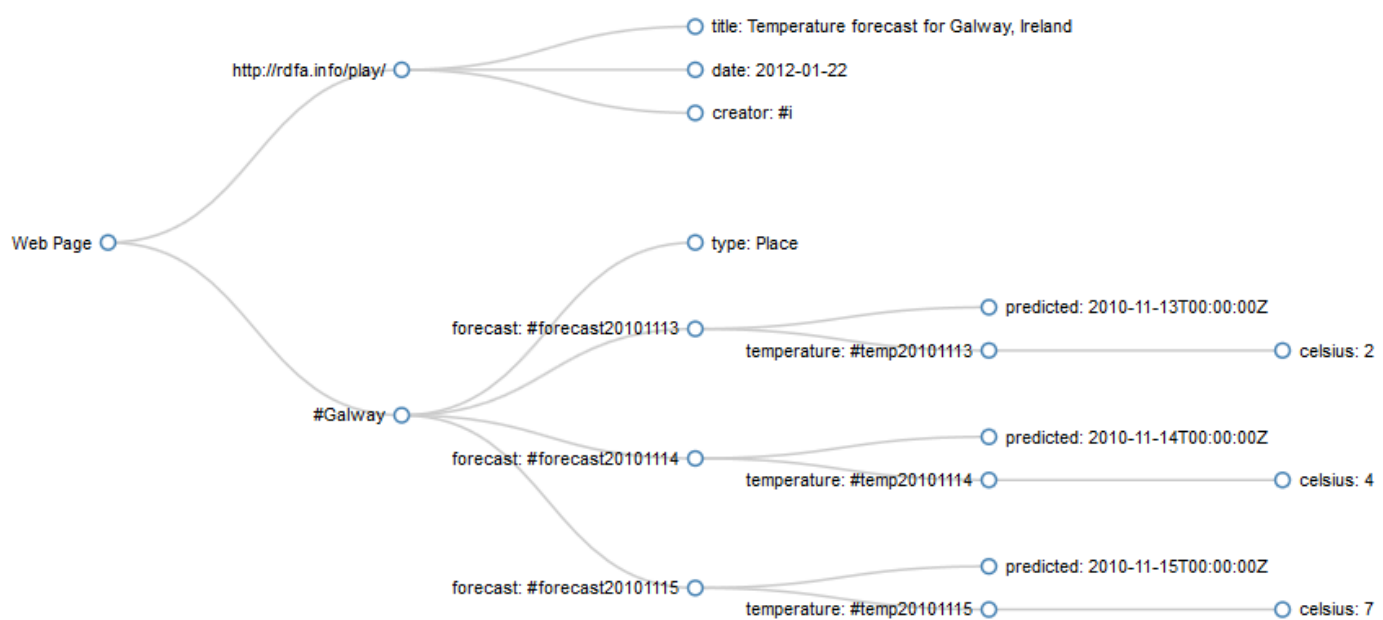 title: Temperature forecast for Galway, Ireland
http://rdfa.info/play/
date: 2012-01-22
creator: #i
Web Page
type: Place
predicted: 2010-11-13T00:00:00Z
forecast: #forecast20101113
temperature: #temp20101113
celsius: 2
#Galway
predicted: 2010-11-14T00:00:00Z
forecast: #forecast20101114
temperature: #temp20101114
celsius: 4
predicted: 2010-11-15T00:00:00Z
forecast: #forecast20101115
temperature: #temp20101115
celsius: 7